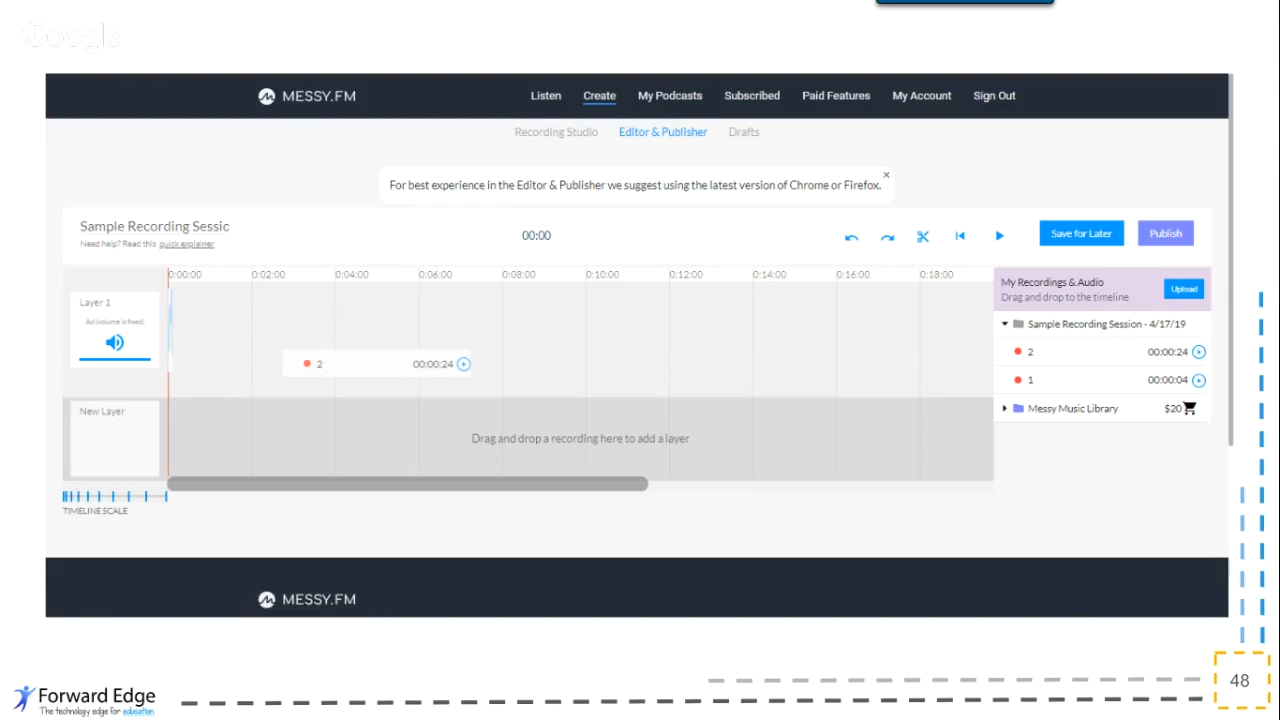 Google
MESSY.FM
Listen Create My Podcasts Subscribed Paid Features My Account Sign Out
Recording Studio Editor & Publisher Drafts
For best experience in the Editor & Publisher we suggest using the latest version of Chrome or Firefox. ×
Sample Recording Sessic
Need help? Read this quick explainer
00:00
Save for Later
Publish
0:00:00 0:02:00 0:04:00 0:06:00 0:08:00 0:10:00 0:12:00 0:14:00 0:16:00 0:18:00
Layer 1
Ad (volume is fixed)
2 00:00:24
New Layer
Drag and drop a recording here to add a layer
TIMELINE SCALE
My Recordings & Audio
Drag and drop to the timeline
Upload
Sample Recording Session - 4/17/19
2 00:00:24
1 00:00:04
Messy Music Library $20
MESSY.FM
Forward Edge
The technology edge for education
48